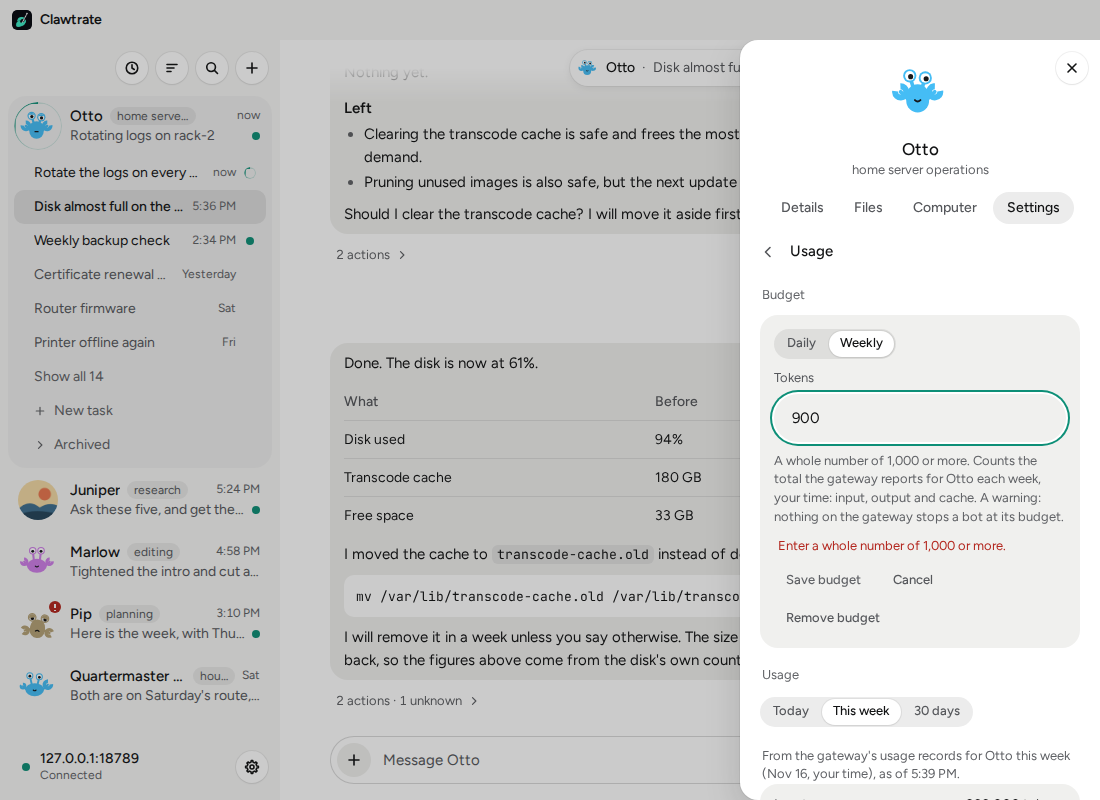 Clawtrate
Otto
home serve...
now
Rotating logs on rack-2
Rotate the logs on every ...
now
Disk almost full on the ...
5:36 PM
Weekly backup check
2:34 PM
Certificate renewal ...
Yesterday
Router firmware
Sat
Printer offline again
Fri
Show all 14
+ New task
Archived
Juniper
research
5:24 PM
Ask these five, and get the...
Marlow
editing
4:58 PM
Tightened the intro and cut a...
Pip
planning
3:10 PM
Here is the week, with Thu...
Quartermaster ...
hou...
Sat
Both are on Saturday's route,...
127.0.0.1:18789
Connected
Nothing yet.
Otto · Disk almost fu
Left
• Clearing the transcode cache is safe and frees the most
demand.
• Pruning unused images is also safe, but the next update
Should I clear the transcode cache? I will move it aside first
2 actions
Done. The disk is now at 61%.
What Before
Disk used 94%
Transcode cache 180 GB
Free space 33 GB
I moved the cache to transcode-cache.old instead of d
mv /var/lib/transcode-cache.old /var/lib/transco
I will remove it in a week unless you say otherwise. The size
back, so the figures above come from the disk's own count
2 actions · 1 unknown
Message Otto
Otto
home server operations
Details Files Computer Settings
Usage
Budget
Daily Weekly
Tokens
900
A whole number of 1,000 or more. Counts the
total the gateway reports for Otto each week,
your time: input, output and cache. A warning:
nothing on the gateway stops a bot at its budget.
Enter a whole number of 1,000 or more.
Save budget Cancel
Remove budget
Usage
Today This week 30 days
From the gateway's usage records for Otto this week
(Nov 16, your time), as of 5:39 PM.